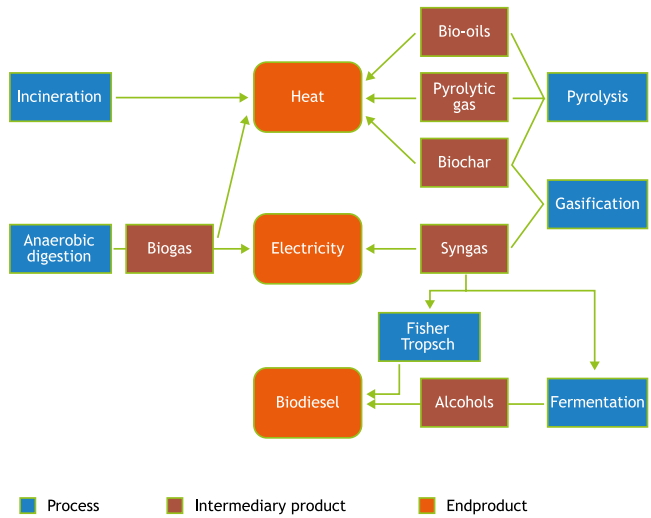 Bio-oils
Incineration
Heat
Pyrolytic
gas
Pyrolysis
Biochar
Gasification
Anaerobic
digestion
Biogas
Electricity
Syngas
Fisher
Tropsch
Biodiesel
Alcohols
Fermentation
Process
Intermediary product
Endproduct